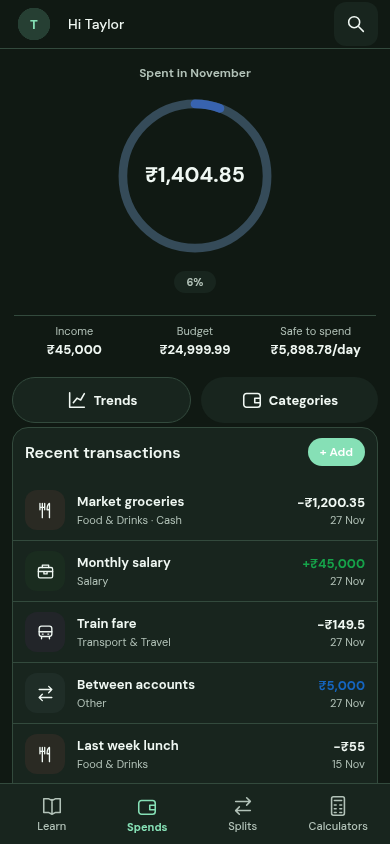 T
Hi Taylor
Spent in November
₹1,404.85
6%
Income
Budget
Safe to spend
₹45,000
₹24,999.99
₹5,898.78/day
Trends
Categories
Recent transactions
+ Add
Market groceries
-₹1,200.35
Food & Drinks · Cash
27 Nov
Monthly salary
+₹45,000
Salary
27 Nov
Train fare
-₹149.5
Transport & Travel
27 Nov
Between accounts
₹5,000
Other
27 Nov
Last week lunch
-₹55
Food & Drinks
15 Nov
Learn
Spends
Splits
Calculators